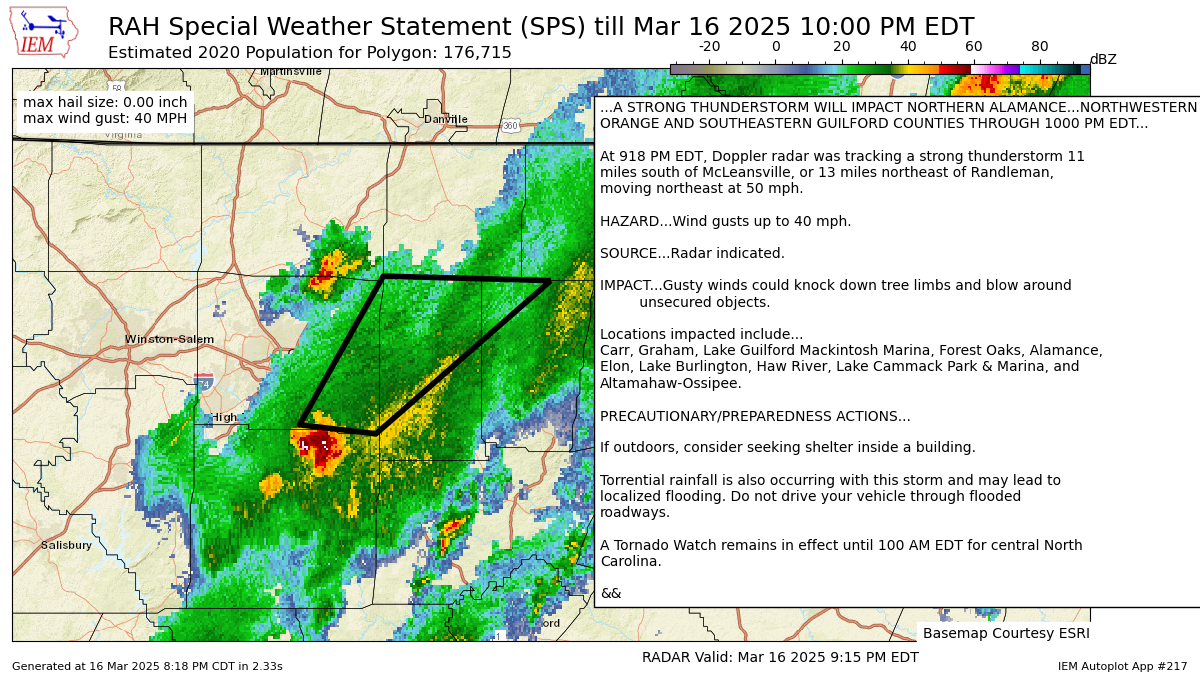 IEM
RAH Special Weather Statement (SPS) till Mar 16 2025 10:00 PM EDT
Estimated 2020 Population for Polygon: 176,715
-20 0 20 40 60 80
dBZ
max hail size: 0.00 inch
max wind gust: 40 MPH
Martinsville
58
Virginia
Danville
360
Winston-Salem
74
High
Salisbury
ord
1
...A STRONG THUNDERSTORM WILL IMPACT NORTHERN ALAMANCE...NORTHWESTERN
ORANGE AND SOUTHEASTERN GUILFORD COUNTIES THROUGH 1000 PM EDT...
At 918 PM EDT, Doppler radar was tracking a strong thunderstorm 11
miles south of McLeansville, or 13 miles northeast of Randleman,
moving northeast at 50 mph.
HAZARD...Wind gusts up to 40 mph.
SOURCE...Radar indicated.
IMPACT...Gusty winds could knock down tree limbs and blow around
unsecured objects.
Locations impacted include...
Carr, Graham, Lake Guilford Mackintosh Marina, Forest Oaks, Alamance,
Elon, Lake Burlington, Haw River, Lake Cammack Park & Marina, and
Altamahaw-Ossipee.
PRECAUTIONARY/PREPAREDNESS ACTIONS...
If outdoors, consider seeking shelter inside a building.
Torrential rainfall is also occurring with this storm and may lead to
localized flooding. Do not drive your vehicle through flooded
roadways.
A Tornado Watch remains in effect until 100 AM EDT for central North
Carolina.
&&
Basemap Courtesy ESRI
RADAR Valid: Mar 16 2025 9:15 PM EDT
Generated at 16 Mar 2025 8:18 PM CDT in 2.33s
IEM Autoplot App #217